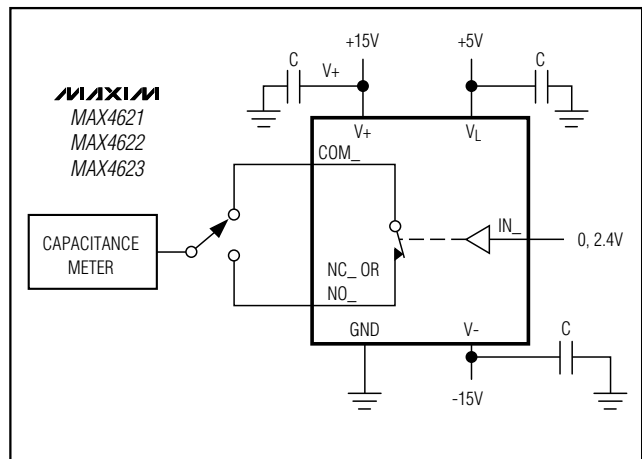 +15V
+5V
C
V+
C
MAXIM
MAX4621
MAX4622
MAX4623
V+
VL
COM_
IN_
0, 2.4V
CAPACITANCE
METER
NC_ OR
NO_
GND
V-
C
-15V